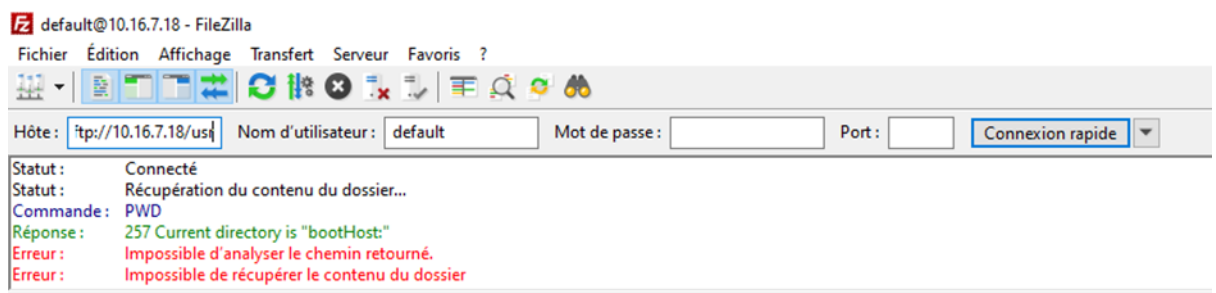 default@10.16.7.18 - FileZilla
Fichier Édition Affichage Transfert Serveur Favoris ?
Hôte : ftp://10.16.7.18/usr Nom d'utilisateur : default Mot de passe : Port : Connexion rapide
Statut : Connecté
Statut : Récupération du contenu du dossier...
Commande : PWD
Réponse : 257 Current directory is "bootHost:"
Erreur : Impossible d'analyser le chemin retourné.
Erreur : Impossible de récupérer le contenu du dossier